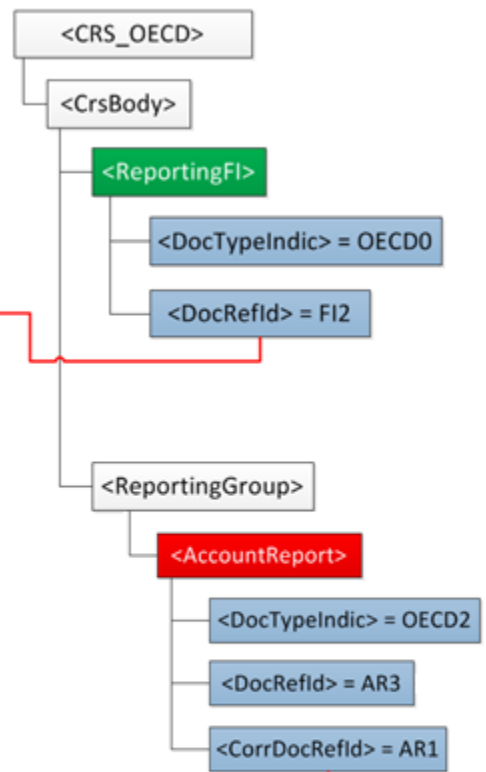 <CRS_OECD>
<CrsBody>
<ReportingFI>
<DocTypeIndic> = OECD0
<DocRefId> = FI2
<ReportingGroup>
<AccountReport>
<DocTypeIndic> = OECD2
<DocRefId> = AR3
<CorrDocRefId> = AR1